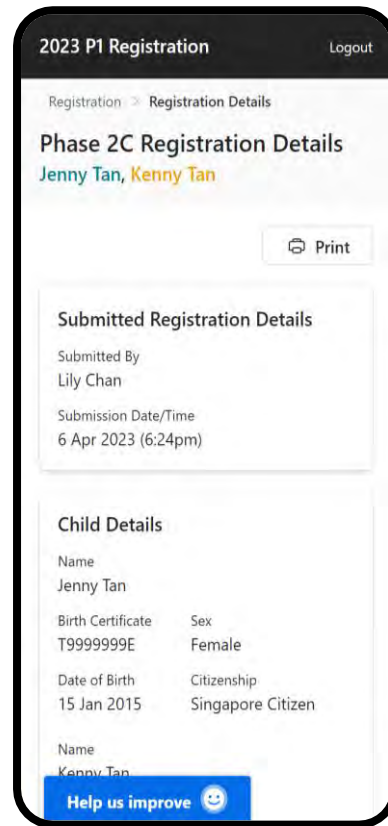 2023 P1 Registration Logout
Registration > Registration Details
Phase 2C Registration Details
Jenny Tan, Kenny Tan
Print
Submitted Registration Details
Submitted By
Lily Chan
Submission Date/Time
6 Apr 2023 (6:24pm)
Child Details
Name
Jenny Tan
Birth Certificate Sex
T9999999E Female
Date of Birth Citizenship
15 Jan 2015 Singapore Citizen
Name
Kenny Tan
Help us improve